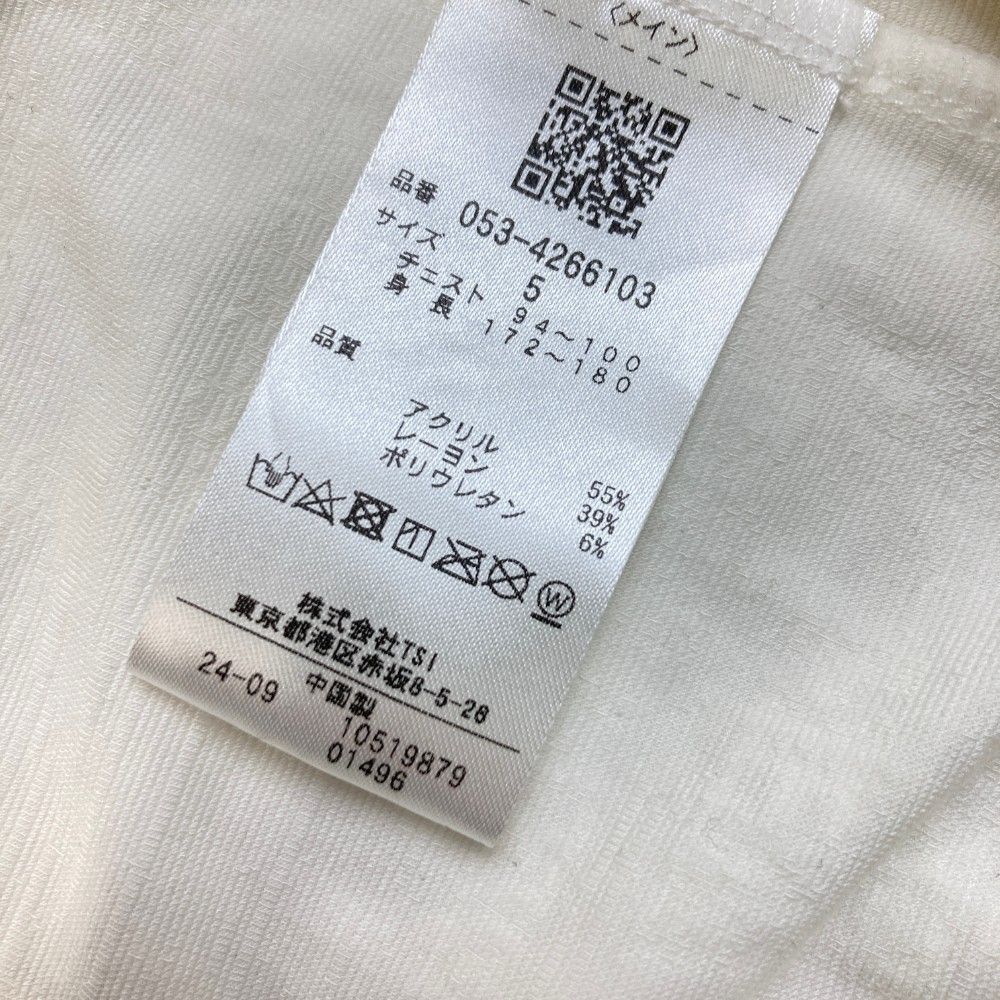 〈メイン〉
品番 053-4266103
サイズ 5
チェスト 94～100
身長 172～180
品質
アクリル 55%
レーヨン 39%
ポリウレタン 6%
W
株式会社TSI
東京都港区赤坂8-5-28
24-09 中国製
10519879
01496